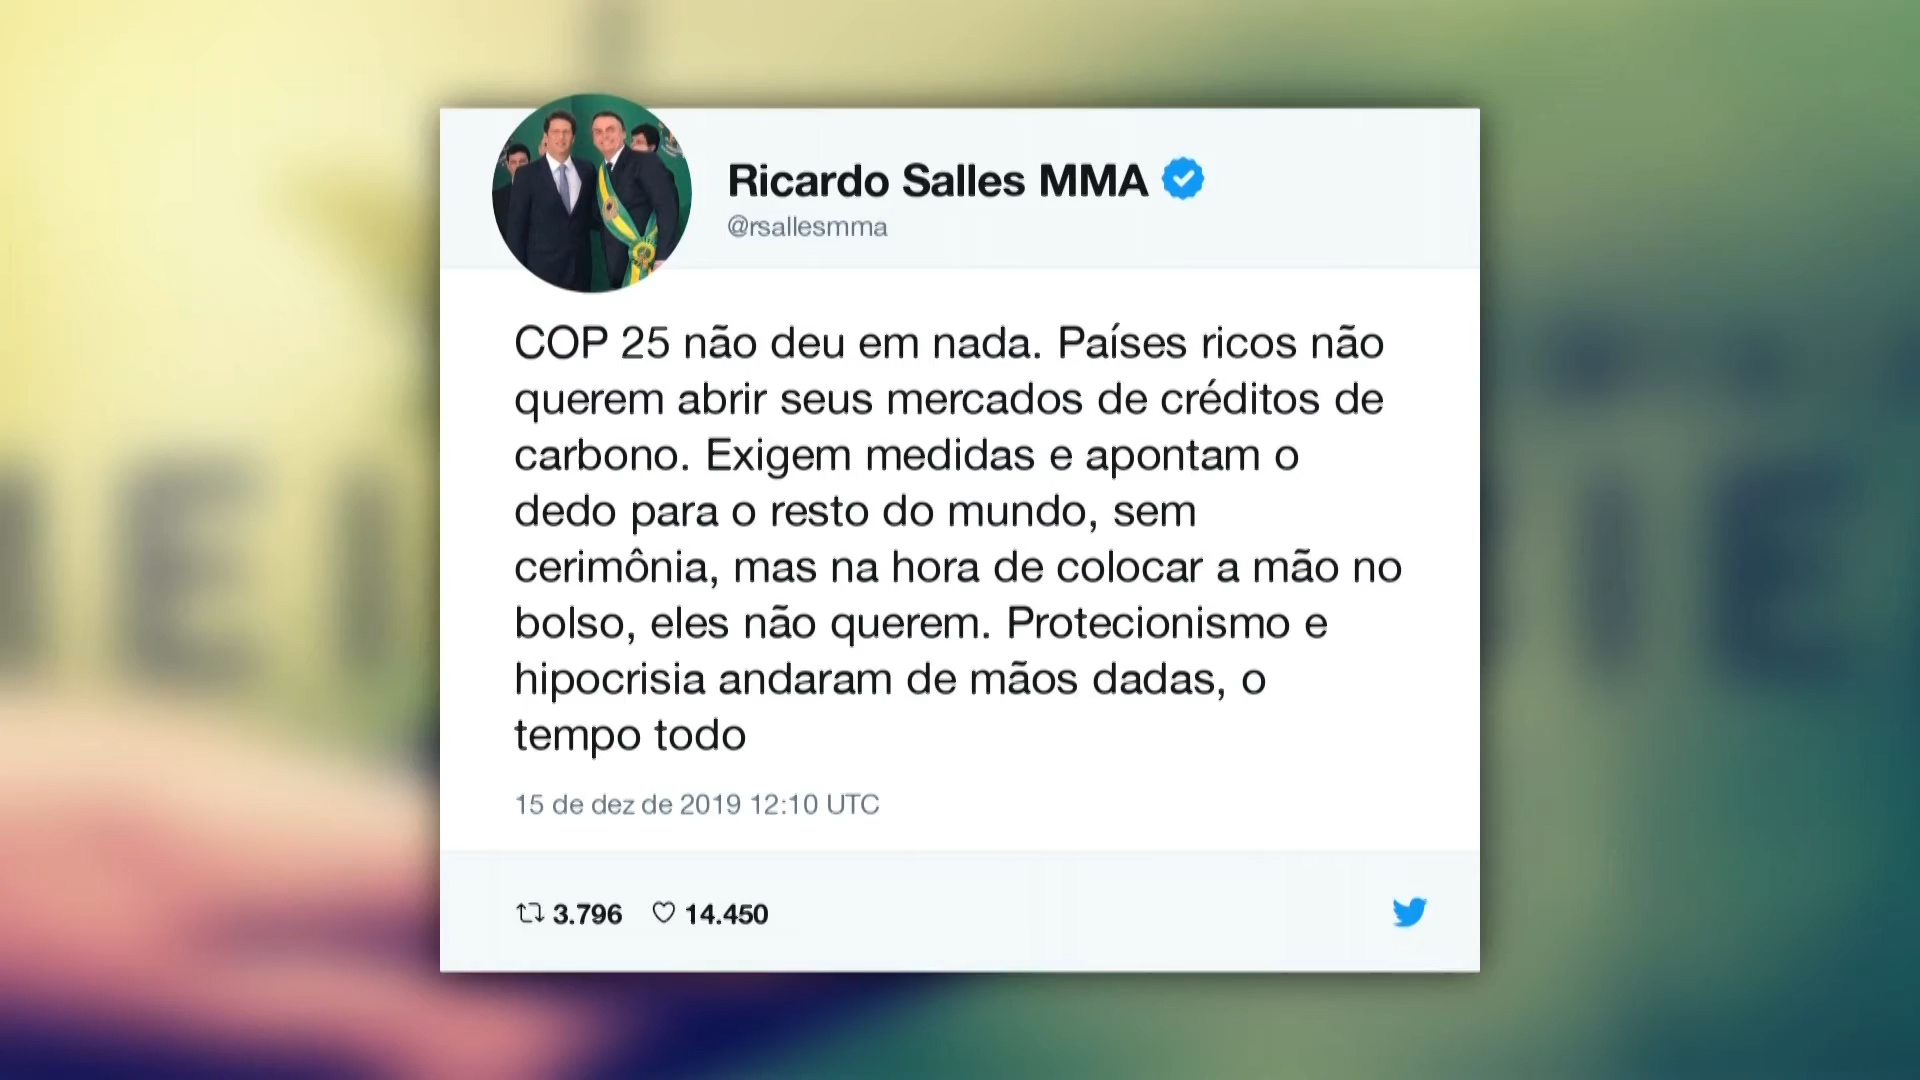 Ricardo Salles MMA
@rsallesmma
COP 25 não deu em nada. Países ricos não
querem abrir seus mercados de créditos de
carbono. Exigem medidas e apontam o
dedo para o resto do mundo, sem
cerimônia, mas na hora de colocar a mão no
bolso, eles não querem. Protecionismo e
hipocrisia andaram de mãos dadas, o
tempo todo
15 de dez de 2019 12:10 UTC
3.796 14.450